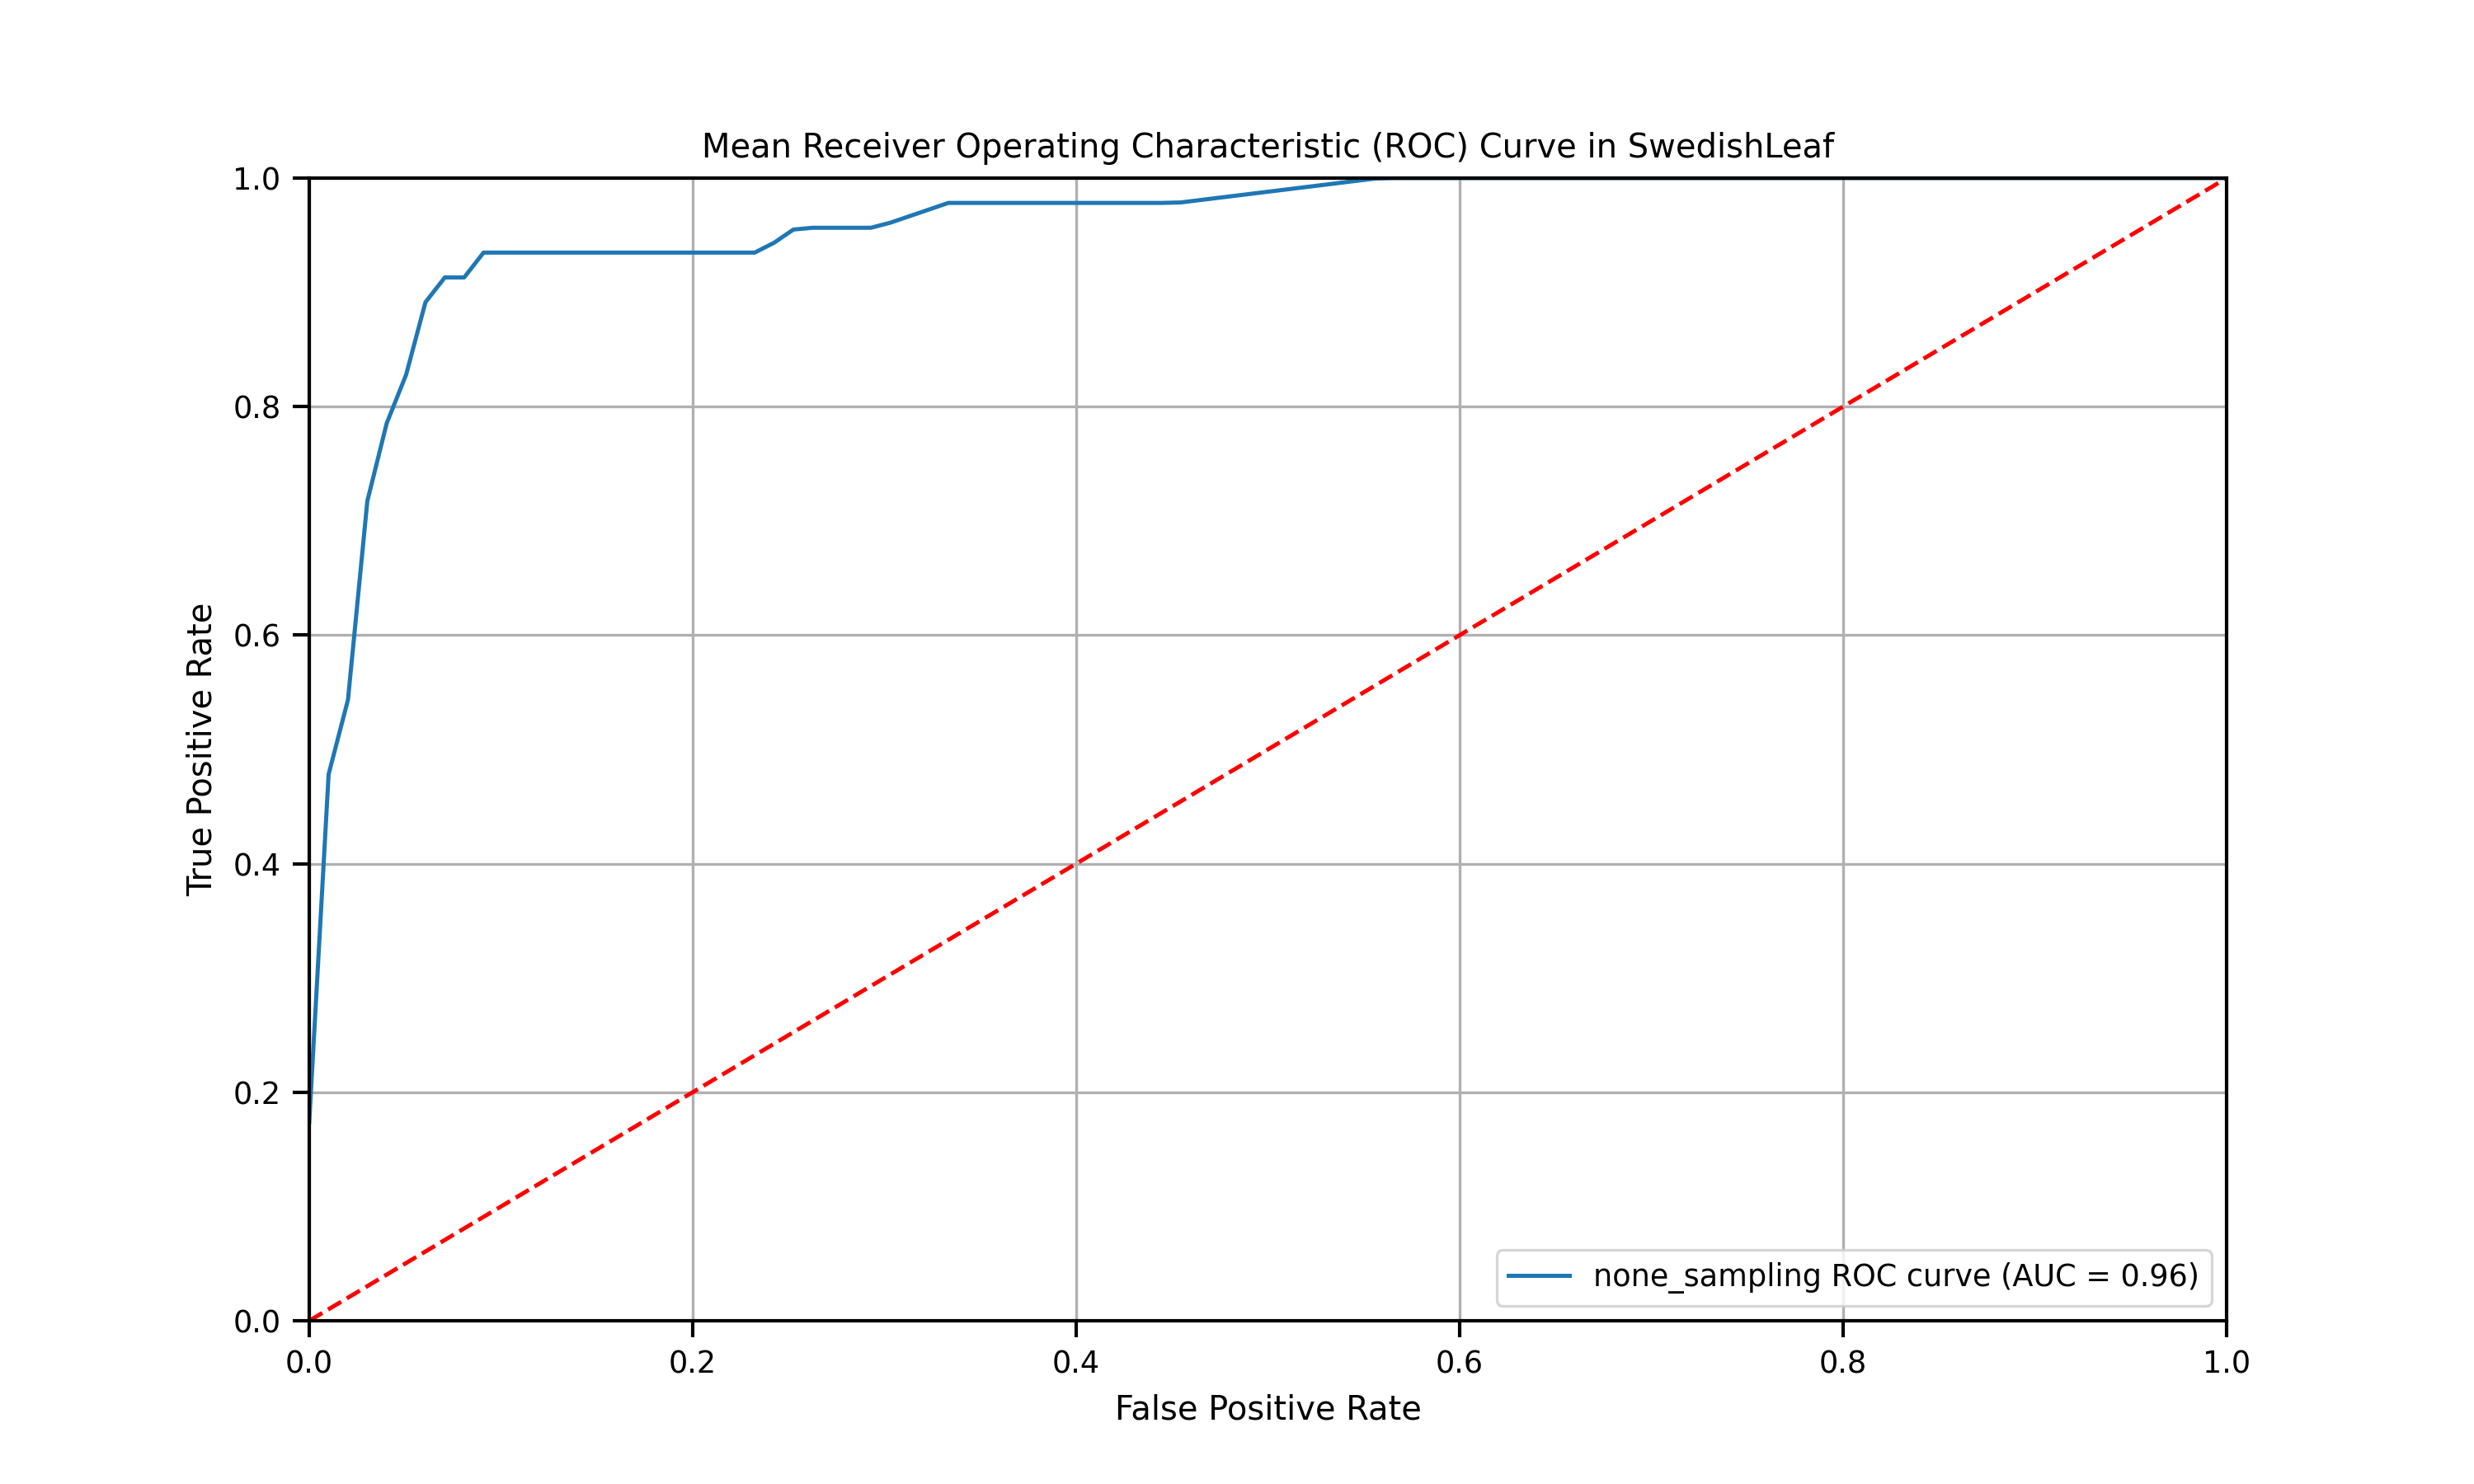 Mean Receiver Operating Characteristic (ROC) Curve in SwedishLeaf
1.0
0.8
0.6
0.4
0.2
0.0
True Positive Rate
none_sampling ROC curve (AUC = 0.96)
0.0 0.2 0.4 0.6 0.8 1.0
False Positive Rate